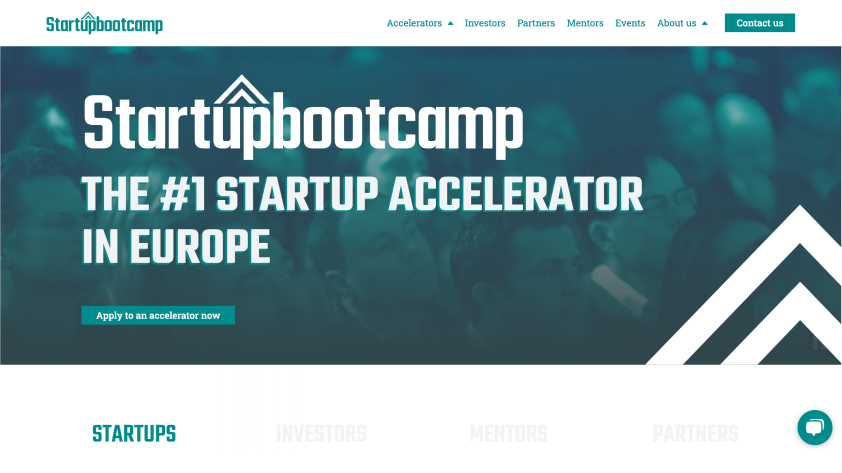 Startupbootcamp
Accelerators Investors Partners Mentors Events About us Contact us
Startupbootcamp
THE #1 STARTUP ACCELERATOR
IN EUROPE
Apply to an accelerator now
STARTUPS INVESTORS MENTORS PARTNERS